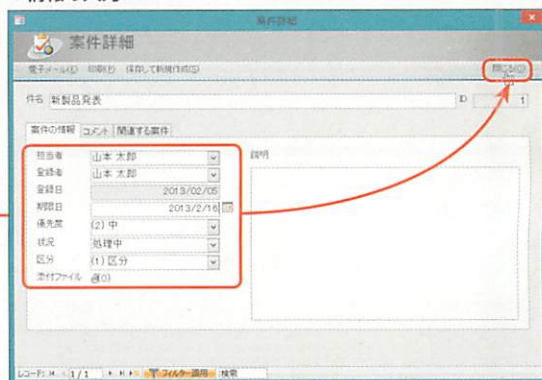 案件詳細
案件詳細
電子メール(E) 印刷(P) 保存して新規作成(S) 閉じる(C)
件名 新製品発表 ID 1
案件の情報 コメント 関連する案件
担当者 山本 太郎 説明
登録者 山本 太郎
登録日 2013/02/05
期限日 2013/2/16
優先度 (2) 中
状況 処理中
区分 (1) 区分
添付ファイル (0)
レコード: 1/1 フィルター適用 検索